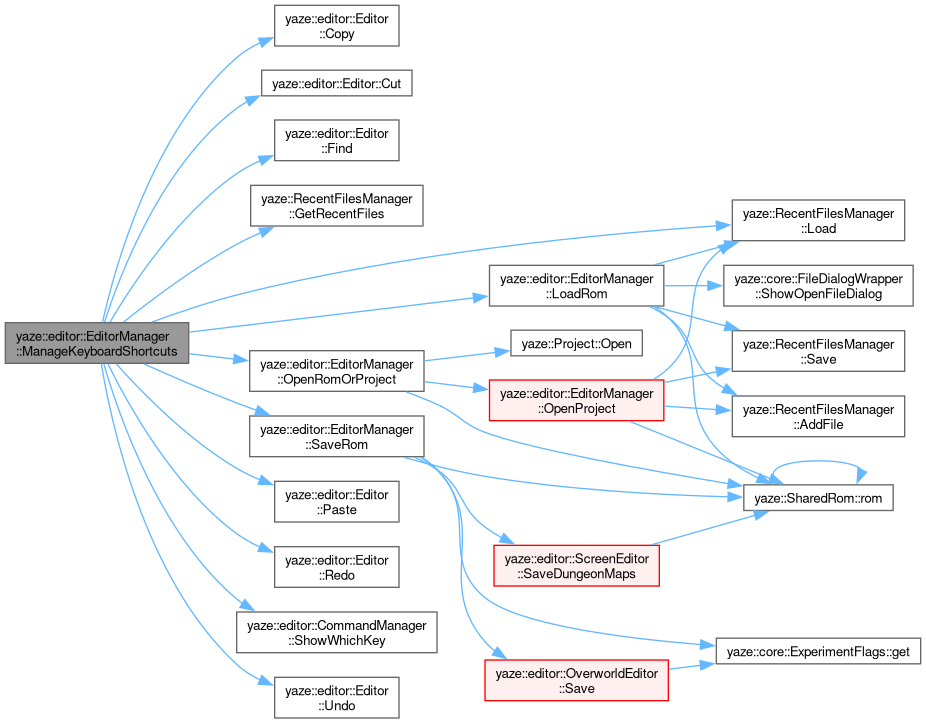 yaze::editor::EditorManager
::ManageKeyboardShortcuts
yaze::editor::Editor
::Copy
yaze::editor::Editor::Cut
yaze::editor::Editor
::Find
yaze::RecentFilesManager
::GetRecentFiles
yaze::RecentFilesManager
::Load
yaze::editor::EditorManager
::LoadRom
yaze::core::FileDialogWrapper
::ShowOpenFileDialog
yaze::RecentFilesManager
::Save
yaze::RecentFilesManager
::AddFile
yaze::SharedRom::rom
yaze::editor::EditorManager
::OpenRomOrProject
yaze::Project::Open
yaze::editor::EditorManager
::OpenProject
yaze::editor::EditorManager
::SaveRom
yaze::editor::ScreenEditor
::SaveDungeonMaps
yaze::core::ExperimentFlags::get
yaze::editor::OverworldEditor
::Save
yaze::editor::Editor
::Paste
yaze::editor::Editor
::Redo
yaze::editor::CommandManager
::ShowWhichKey
yaze::editor::Editor
::Undo